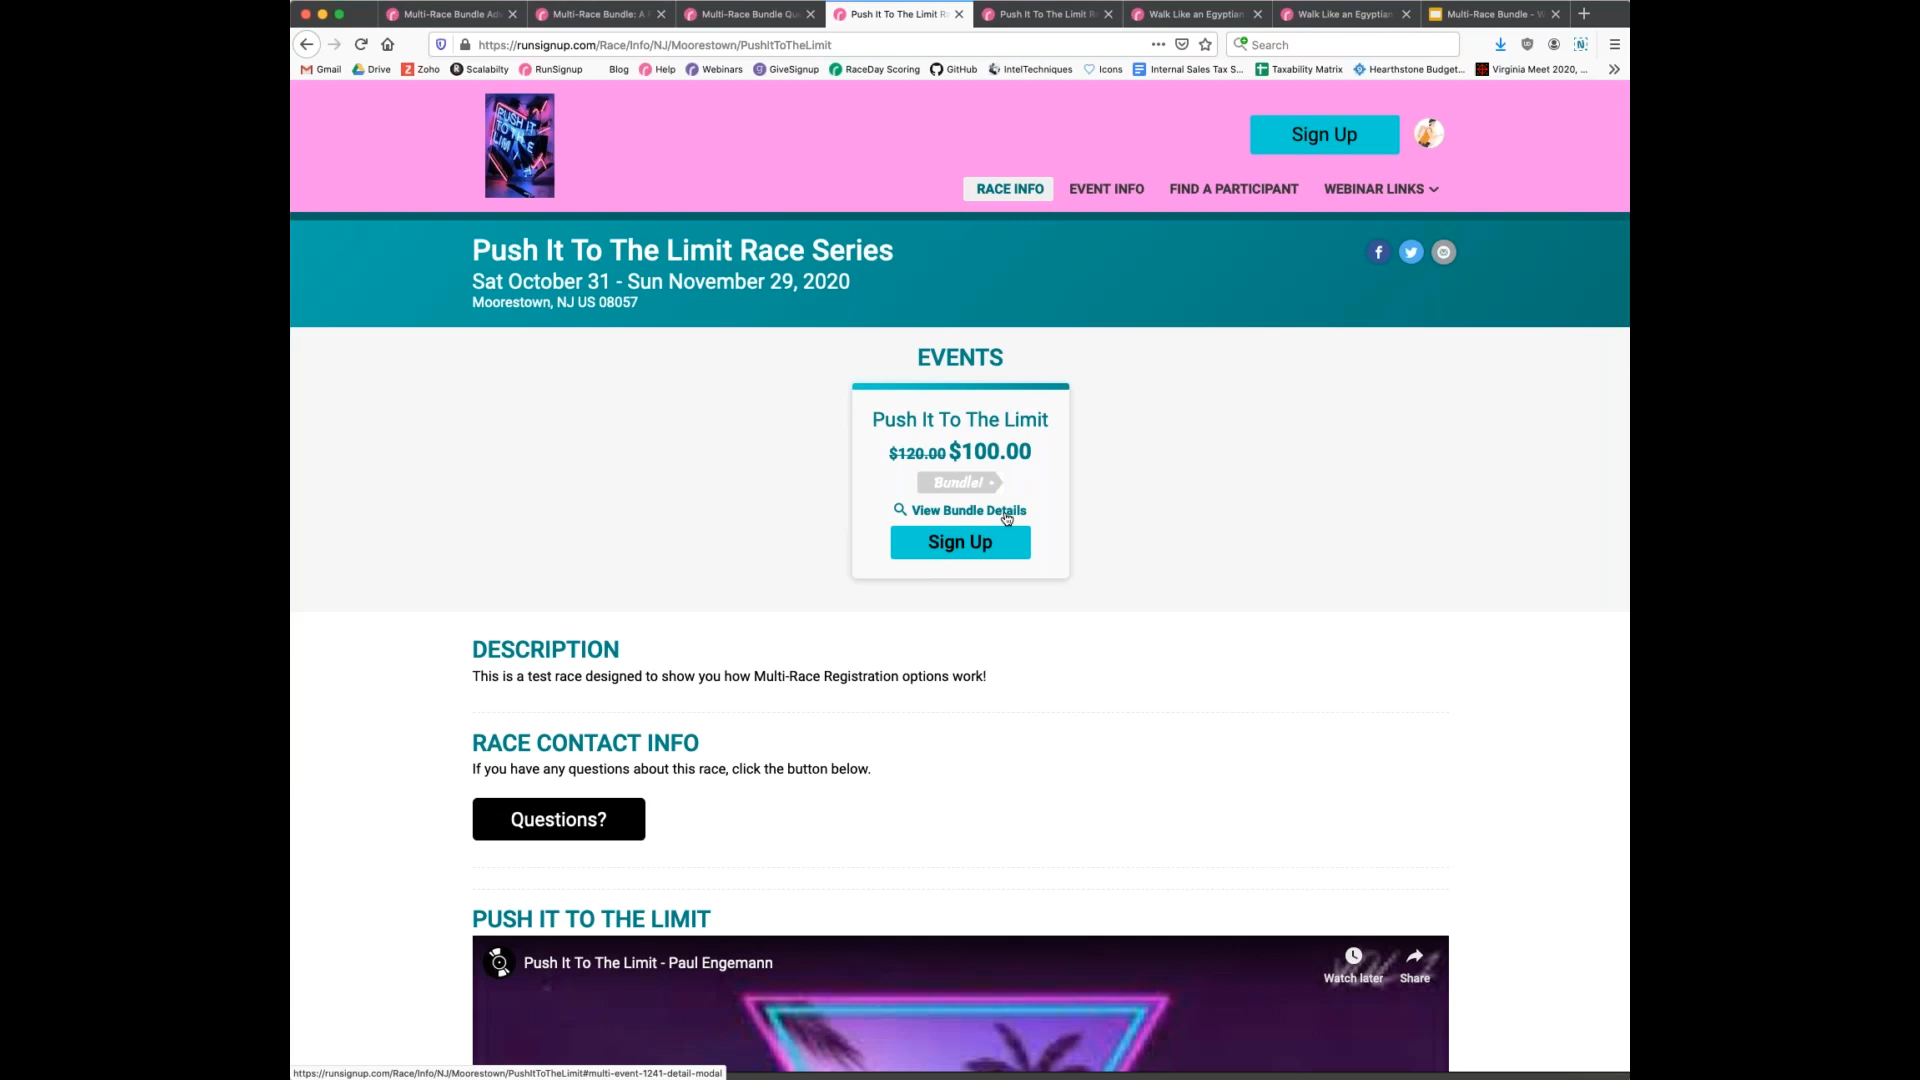 Multi-Race Bundle Ad
Multi-Race Bundle: A
Multi-Race Bundle Qu
Push It To The Limit R
Push It To The Limit R
Walk Like an Egyptian
Walk Like an Egyptian
Multi-Race Bundle -
https://runsignup.com/Race/Info/NJ/Moorestown/PushItToTheLimit
Search
Gmail
Drive
Zoho
Scalabilty
RunSignup
Blog
Help
Webinars
GiveSignup
RaceDay Scoring
GitHub
IntelTechniques
Icons
Internal Sales Tax S...
Taxability Matrix
Hearthstone Budget...
Virginia Meet 2020, ...
PUSH IT
TO THE
LIM
Sign Up
RACE INFO
EVENT INFO
FIND A PARTICIPANT
WEBINAR LINKS
Push It To The Limit Race Series
Sat October 31 - Sun November 29, 2020
Moorestown, NJ US 08057
EVENTS
Push It To The Limit
$120.00 $100.00
Bundle!
View Bundle Details
Sign Up
DESCRIPTION
This is a test race designed to show you how Multi-Race Registration options work!
RACE CONTACT INFO
If you have any questions about this race, click the button below.
Questions?
PUSH IT TO THE LIMIT
Push It To The Limit - Paul Engemann
Watch later
Share
https://runsignup.com/Race/Info/NJ/Moorestown/PushItToTheLimit#multi-event-1241-detail-modal